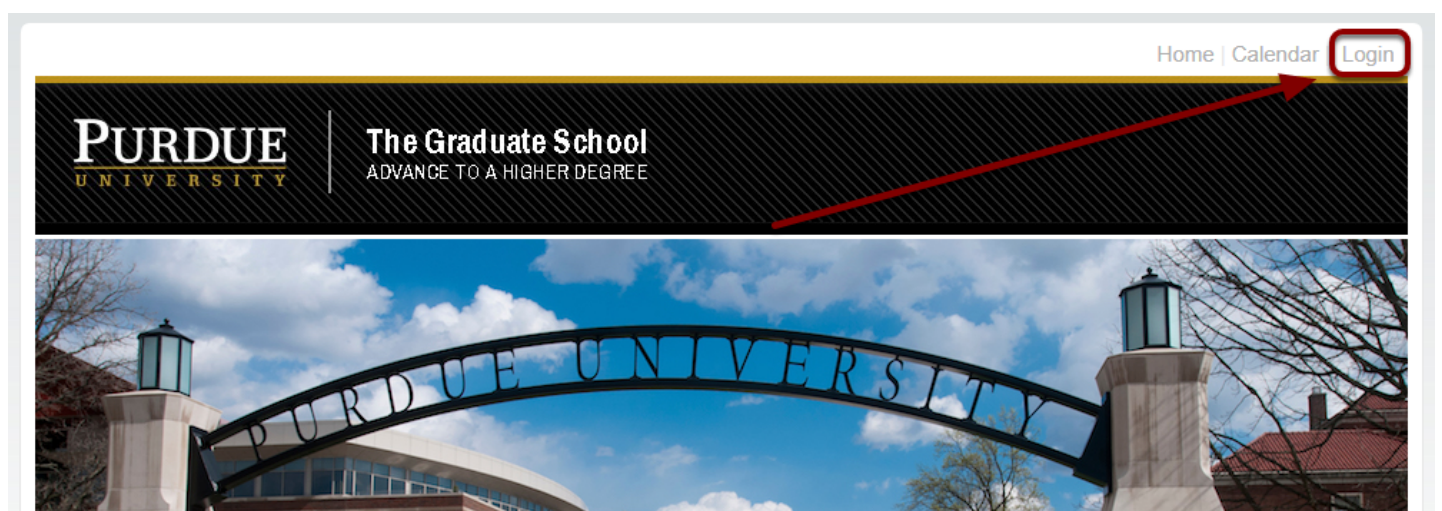 Home | Calendar | Login
PURDUE
UNIVERSITY
The Graduate School
ADVANCE TO A HIGHER DEGREE
PURDUE UNIVERSITY